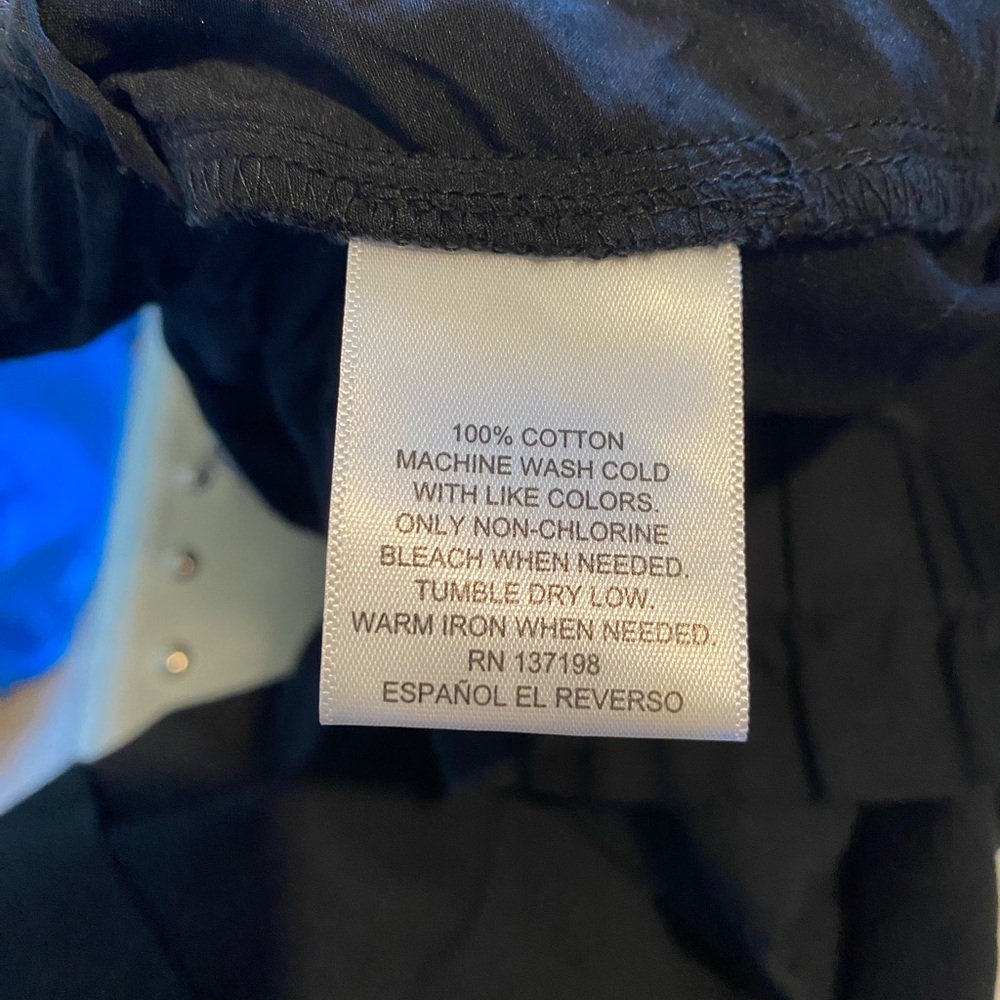 100% COTTON
MACHINE WASH COLD
WITH LIKE COLORS.
ONLY NON-CHLORINE
BLEACH WHEN NEEDED.
TUMBLE DRY LOW.
WARM IRON WHEN NEEDED.
RN 137198
ESPAÑOL EL REVERSO